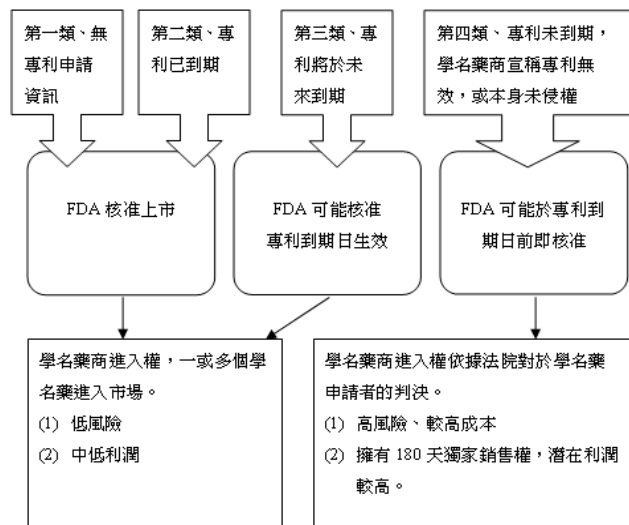 第一類、無
專利申請
資訊
第二類、專
利已到期
第三類、專
利將於未
來到期
第四類、專利未到期，
學名藥商宣稱專利無
效，或本身未侵權
FDA 核准上市
FDA 可能核准
專利到期日生效
FDA 可能於專利到
期日前即核准
學名藥商進入權，一或多個學
名藥進入市場。
(1) 低風險
(2) 中低利潤
學名藥商進入權依據法院對於學名藥
申請者的判決。
(1) 高風險、較高成本
(2) 擁有 180 天獨家銷售權，潛在利潤
較高。